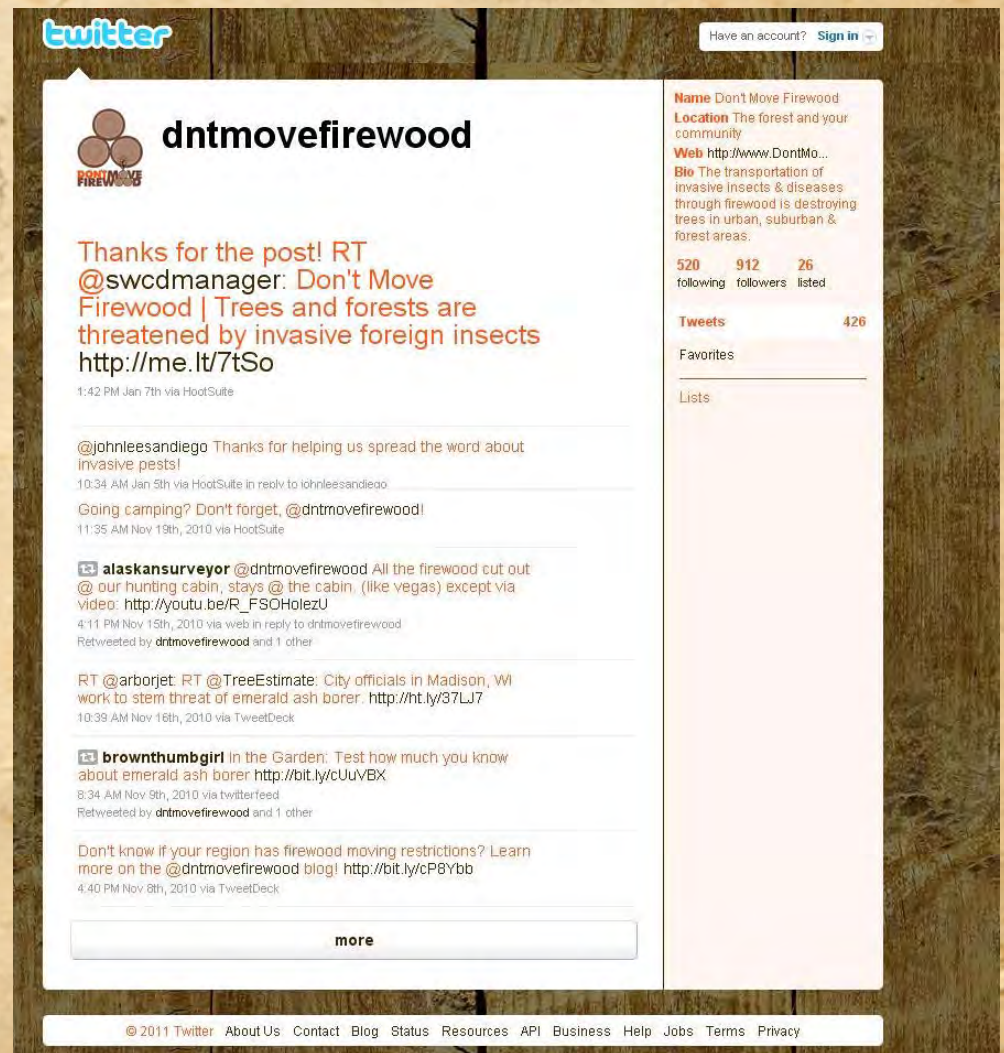 twitter
Have an account? Sign in
dntmovefirewood
DON'T MOVE
FIREWOOD
Thanks for the post! RT
@swcdmanager: Don't Move
Firewood | Trees and forests are
threatened by invasive foreign insects
http://me.lt/7tSo
1:42 PM Jan 7th via HootSuite
@johnleesandiego Thanks for helping us spread the word about
invasive pests!
10:34 AM Jan 5th via HootSuite in reply to johnleesandiego
Going camping? Don't forget, @dntmovefirewood!
11:35 AM Nov 19th, 2010 via HootSuite
alaskansurveyor @dntmovefirewood All the firewood cut out
@ our hunting cabin, stays @ the cabin. (like vegas) except via
video: http://youtu.be/R_FSOHolezU
4:11 PM Nov 15th, 2010 via web in reply to dntmovefirewood
Retweeted by dntmovefirewood and 1 other
RT @arborjet: RT @TreeEstimate: City officials in Madison, WI
work to stem threat of emerald ash borer. http://ht.ly/37LJ7
10:39 AM Nov 16th, 2010 via TweetDeck
brownthumbgirl In the Garden: Test how much you know
about emerald ash borer http://bit.ly/cUuVBX
8:34 AM Nov 9th, 2010 via twitterfeed
Retweeted by dntmovefirewood and 1 other
Don't know if your region has firewood moving restrictions? Learn
more on the @dntmovefirewood blog! http://bit.ly/cP8Ybb
4:40 PM Nov 8th, 2010 via TweetDeck
more
Name Don't Move Firewood
Location The forest and your
community
Web http://www.DontMo...
Bio The transportation of
invasive insects & diseases
through firewood is destroying
trees in urban, suburban &
forest areas.
520 912 26
following followers listed
Tweets 426
Favorites
Lists
© 2011 Twitter About Us Contact Blog Status Resources API Business Help Jobs Terms Privacy